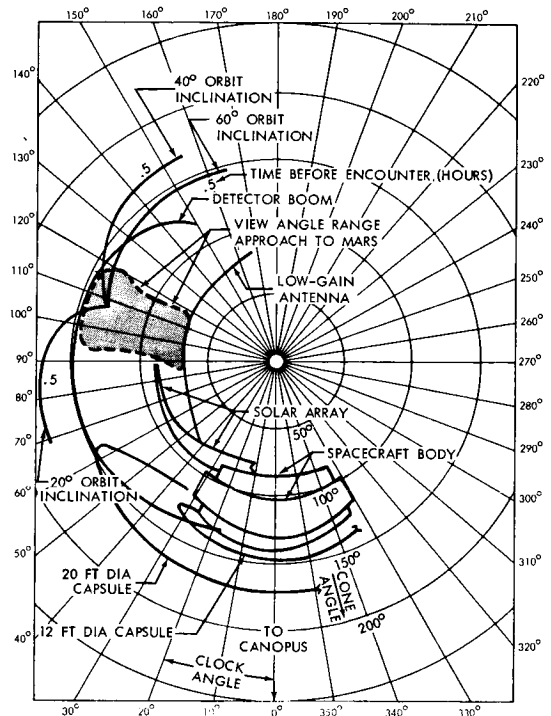 150° 160° 170° 180° 190° 200° 210°
140°
220°
130°
230°
120°
240°
110°
250°
100°
260°
90°
270°
80°
280°
70°
290°
60°
300°
50°
310°
40°
320°
30° 20° 10° 0° 350° 340° 330°
40° ORBIT
INCLINATION
60° ORBIT
INCLINATION
.5
.5
TIME BEFORE ENCOUNTER (HOURS)
DETECTOR BOOM
VIEW ANGLE RANGE
APPROACH TO MARS
LOW-GAIN
ANTENNA
.5
SOLAR ARRAY
50°
SPACECRAFT BODY
20° ORBIT
INCLINATION
100°
20 FT DIA
CAPSULE
150°
CONE
ANGLE
12 FT DIA CAPSULE
200°
TO
CANOPUS
CLOCK
ANGLE